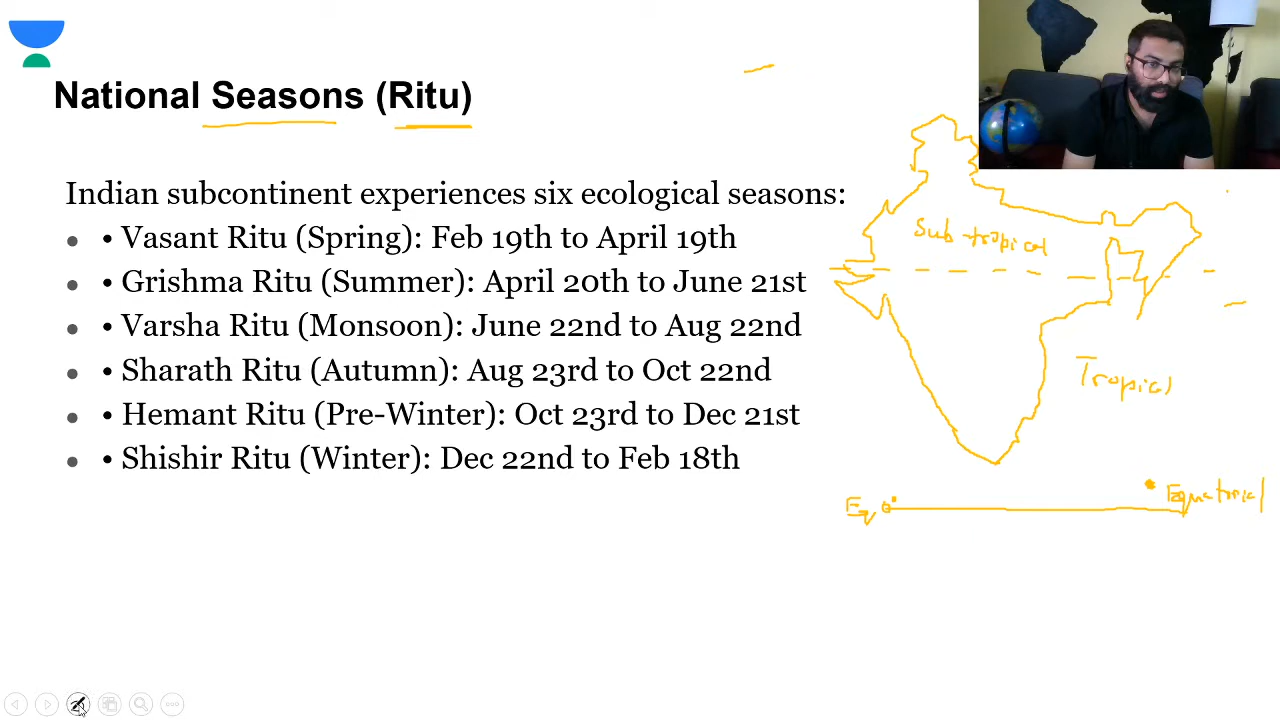 National Seasons (Ritu)
Indian subcontinent experiences six ecological seasons:
• • Vasant Ritu (Spring): Feb 19th to April 19th
• • Grishma Ritu (Summer): April 20th to June 21st
• • Varsha Ritu (Monsoon): June 22nd to Aug 22nd
• • Sharath Ritu (Autumn): Aug 23rd to Oct 22nd
• • Hemant Ritu (Pre-Winter): Oct 23rd to Dec 21st
• • Shishir Ritu (Winter): Dec 22nd to Feb 18th
Sub tropical
Tropical
Equatorial
Eq 0°